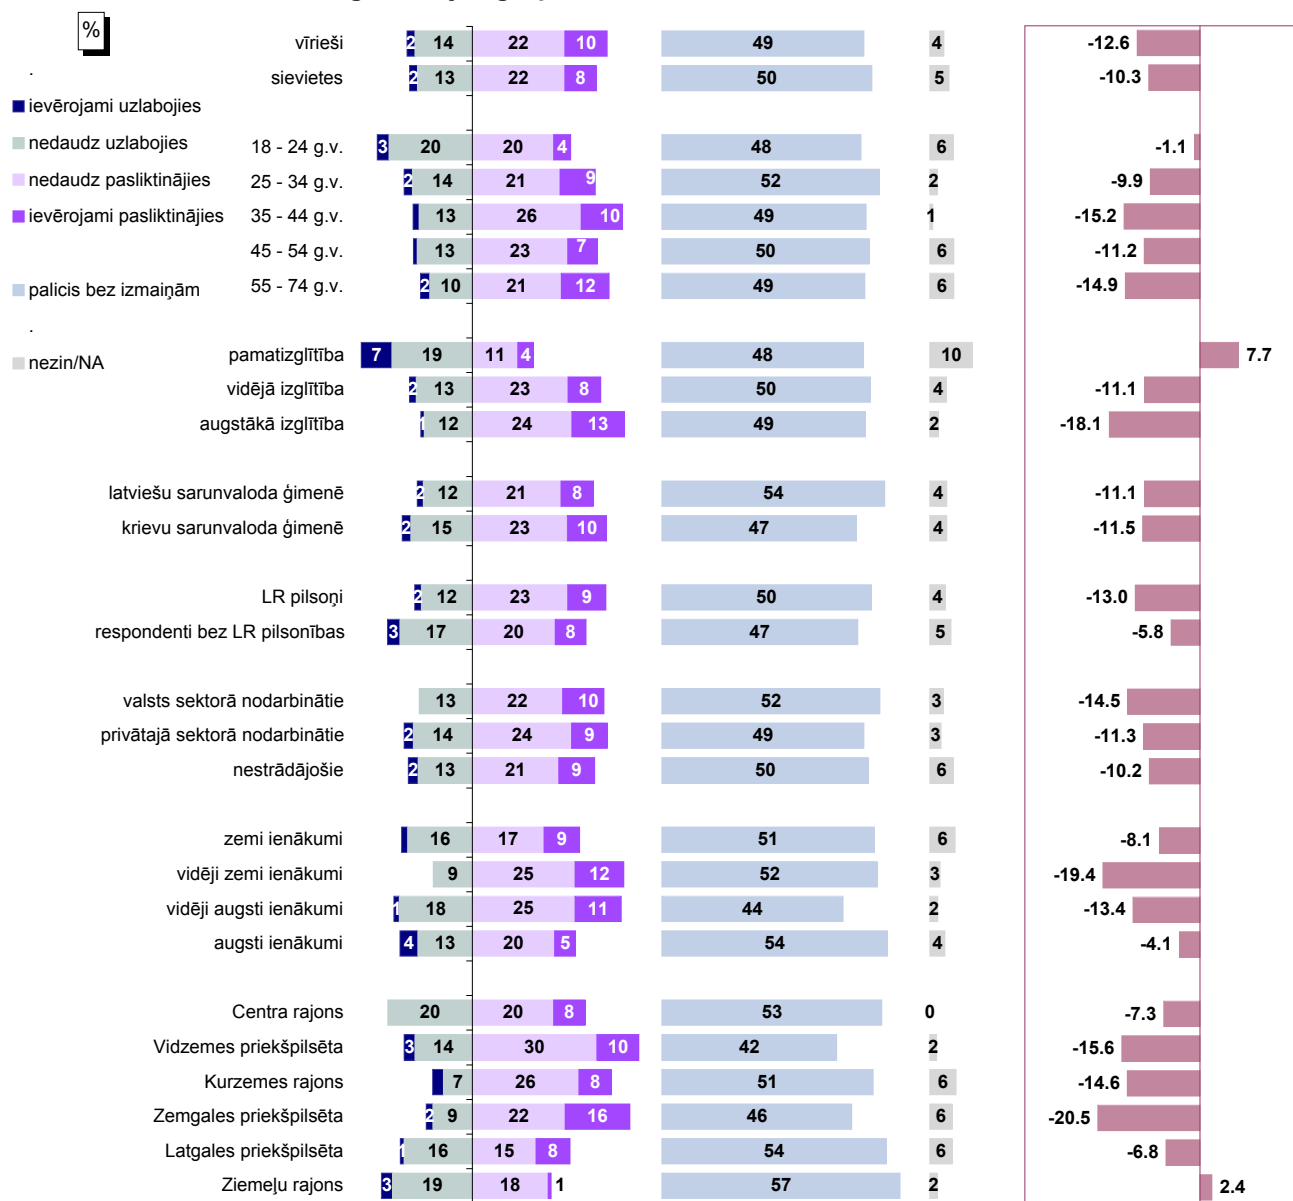 %
.
ievērojami uzlabojies
nedaudz uzlabojies
nedaudz pasliktinājies
ievērojami pasliktinājies
palicis bez izmaiņām
.
nezin/NA
vīrieši 2 14 22 10 49 4 -12.6
sievietes 2 13 22 8 50 5 -10.3
18 - 24 g.v. 3 20 20 4 48 6 -1.1
25 - 34 g.v. 2 14 21 9 52 2 -9.9
35 - 44 g.v. 13 26 10 49 1 -15.2
45 - 54 g.v. 13 23 7 50 6 -11.2
55 - 74 g.v. 2 10 21 12 49 6 -14.9
pamatizglītība 7 19 11 4 48 10 7.7
vidējā izglītība 2 13 23 8 50 4 -11.1
augstākā izglītība 1 12 24 13 49 2 -18.1
latviešu sarunvaloda ģimenē 2 12 21 8 54 4 -11.1
krievu sarunvaloda ģimenē 2 15 23 10 47 4 -11.5
LR pilsoņi 2 12 23 9 50 4 -13.0
respondenti bez LR pilsonības 3 17 20 8 47 5 -5.8
valsts sektorā nodarbinātie 13 22 10 52 3 -14.5
privātajā sektorā nodarbinātie 2 14 24 9 49 3 -11.3
nestrādājošie 2 13 21 9 50 6 -10.2
zemi ienākumi 16 17 9 51 6 -8.1
vidēji zemi ienākumi 9 25 12 52 3 -19.4
vidēji augsti ienākumi 1 18 25 11 44 2 -13.4
augsti ienākumi 4 13 20 5 54 4 -4.1
Centra rajons 20 20 8 53 0 -7.3
Vidzemes priekšpilsēta 3 14 30 10 42 2 -15.6
Kurzemes rajons 7 26 8 51 6 -14.6
Zemgales priekšpilsēta 2 9 22 16 46 6 -20.5
Latgales priekšpilsēta 1 16 15 8 54 6 -6.8
Ziemeļu rajons 3 19 18 1 57 2 2.4